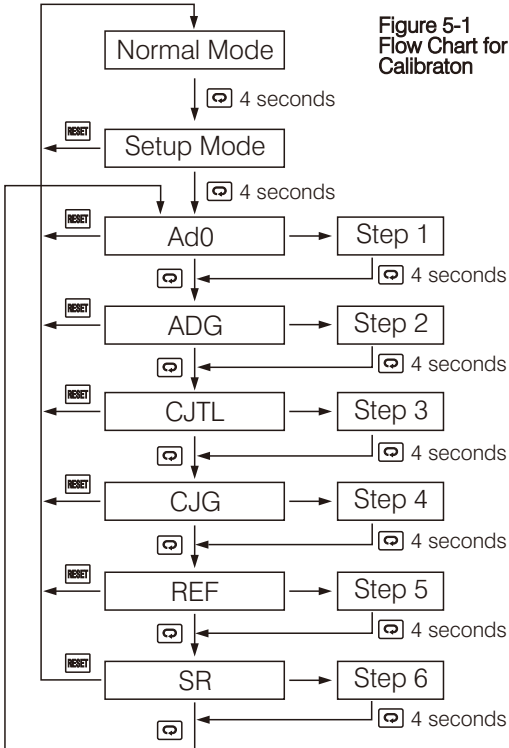 Figure 5-1
Flow Chart for
Calibraton
Normal Mode
4 seconds
RESET
Setup Mode
4 seconds
RESET
Ad0
Step 1
4 seconds
RESET
ADG
Step 2
4 seconds
RESET
CJTL
Step 3
4 seconds
RESET
CJG
Step 4
4 seconds
RESET
REF
Step 5
4 seconds
RESET
SR
Step 6
4 seconds